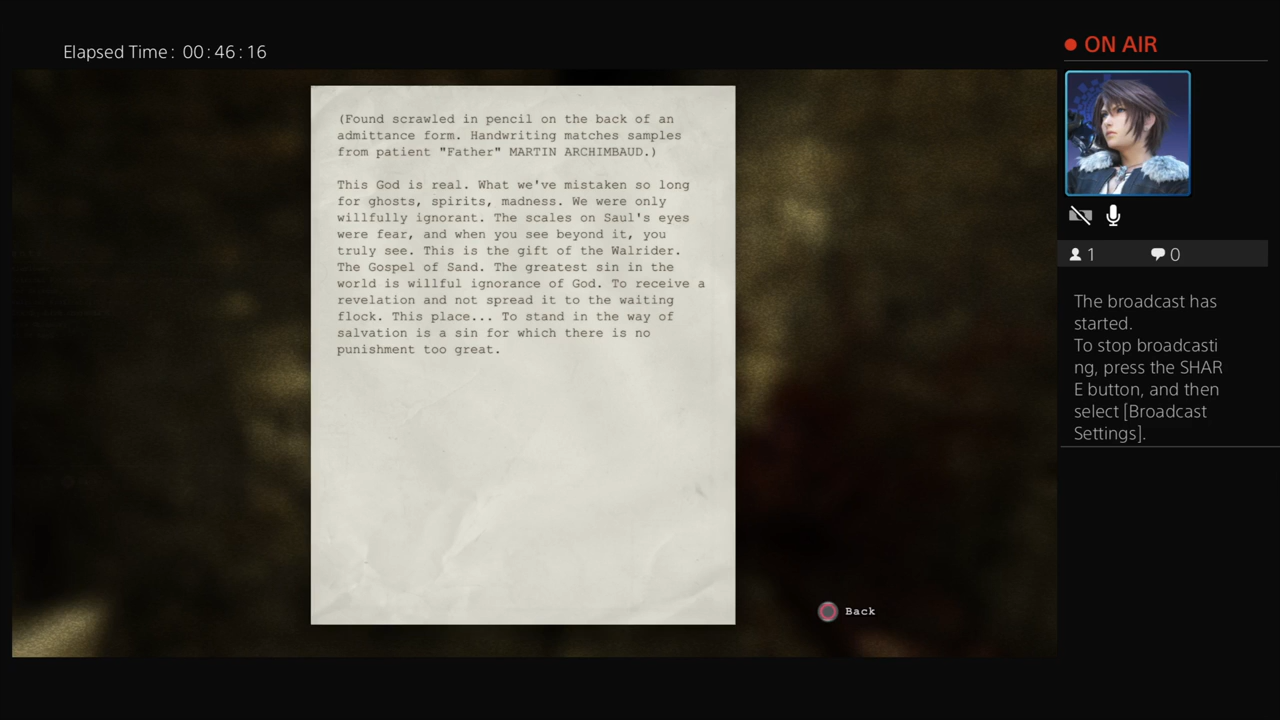 Elapsed Time: 00:46:16
ON AIR
(Found scrawled in pencil on the back of an
admittance form. Handwriting matches samples
from patient "Father" MARTIN ARCHIMBAUD.)
This God is real. What we've mistaken so long
for ghosts, spirits, madness. We were only
willfully ignorant. The scales on Saul's eyes
were fear, and when you see beyond it, you
truly see. This is the gift of the Walrider.
The Gospel of Sand. The greatest sin in the
world is willful ignorance of God. To receive a
revelation and not spread it to the waiting
flock. This place... To stand in the way of
salvation is a sin for which there is no
punishment too great.
Back
1
0
The broadcast has
started.
To stop broadcasti
ng, press the SHAR
E button, and then
select [Broadcast
Settings].